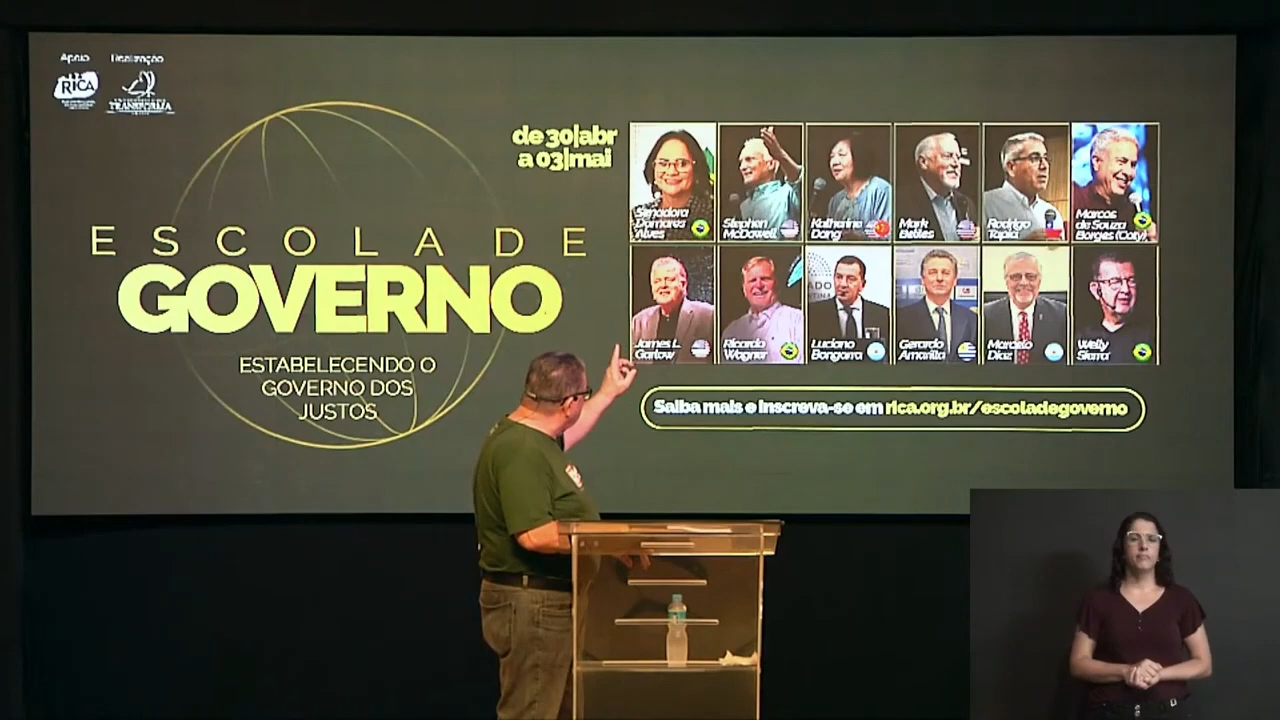 Apoio
Realização
RICA
TRANSFORMA
de 30|abr
a 03|mai
ESCOLA DE
GOVERNO
ESTABELECENDO O
GOVERNO DOS
JUSTOS
Stephen
McDowell
Katherine
Dang
Mark
Beliles
Rodrigo
Tapia
Marcos
de Souza
Borges (Coty)
Alves
James L.
Garlow
Ricardo
Wagner
Luciano
Bongarra
Gerardo
Amarilla
Marcelo
Diaz
Welly
Sierra
Saiba mais e inscreva-se em rica.org.br/escoladegoverno